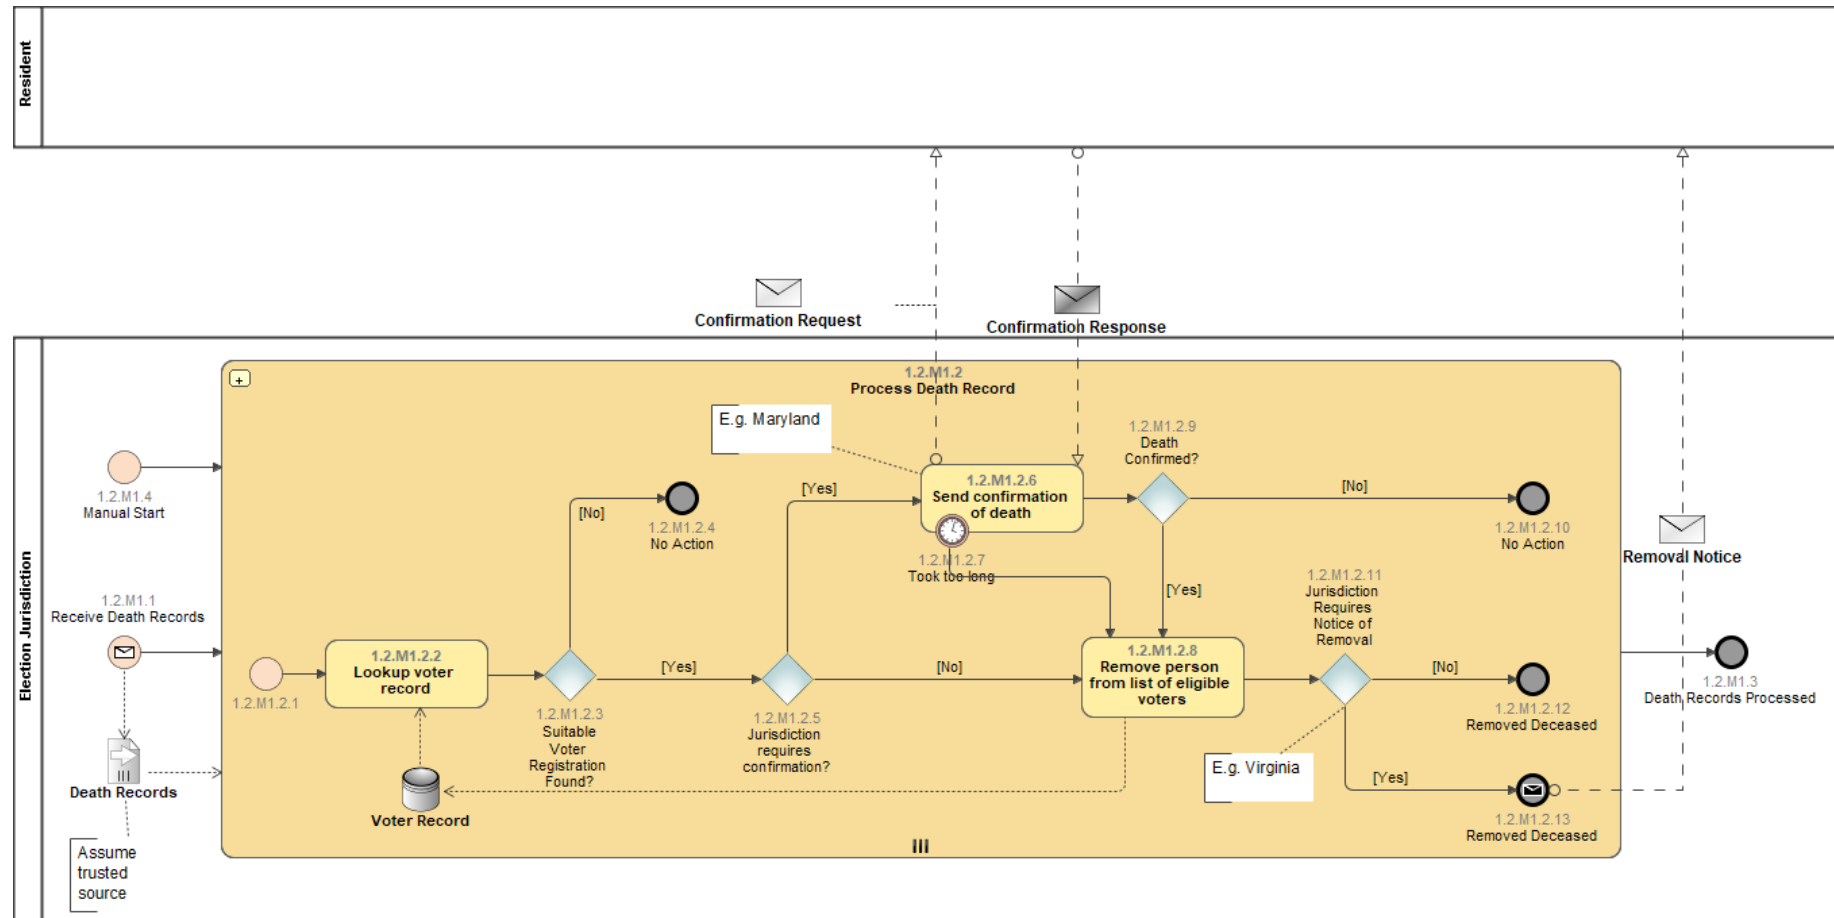 Resident
Confirmation Request
Confirmation Response
Election Jurisdiction
1.2.M1.2
Process Death Record
E.g. Maryland
1.2.M1.2.9
Death
Confirmed?
1.2.M1.4
Manual Start
[No]
1.2.M1.2.4
No Action
[Yes]
1.2.M1.2.6
Send confirmation
of death
1.2.M1.2.7
Took too long
[No]
1.2.M1.2.10
No Action
Removal Notice
1.2.M1.1
Receive Death Records
[Yes]
1.2.M1.2.11
Jurisdiction
Requires
Notice of
Removal
1.2.M1.2.1
1.2.M1.2.2
Lookup voter
record
1.2.M1.2.3
Suitable
Voter
Registration
Found?
[Yes]
1.2.M1.2.5
Jurisdiction
requires
confirmation?
[No]
1.2.M1.2.8
Remove person
from list of eligible
voters
[No]
1.2.M1.2.12
Removed Deceased
1.2.M1.3
Death Records Processed
Death Records
Voter Record
E.g. Virginia
[Yes]
1.2.M1.2.13
Removed Deceased
Assume
trusted
source